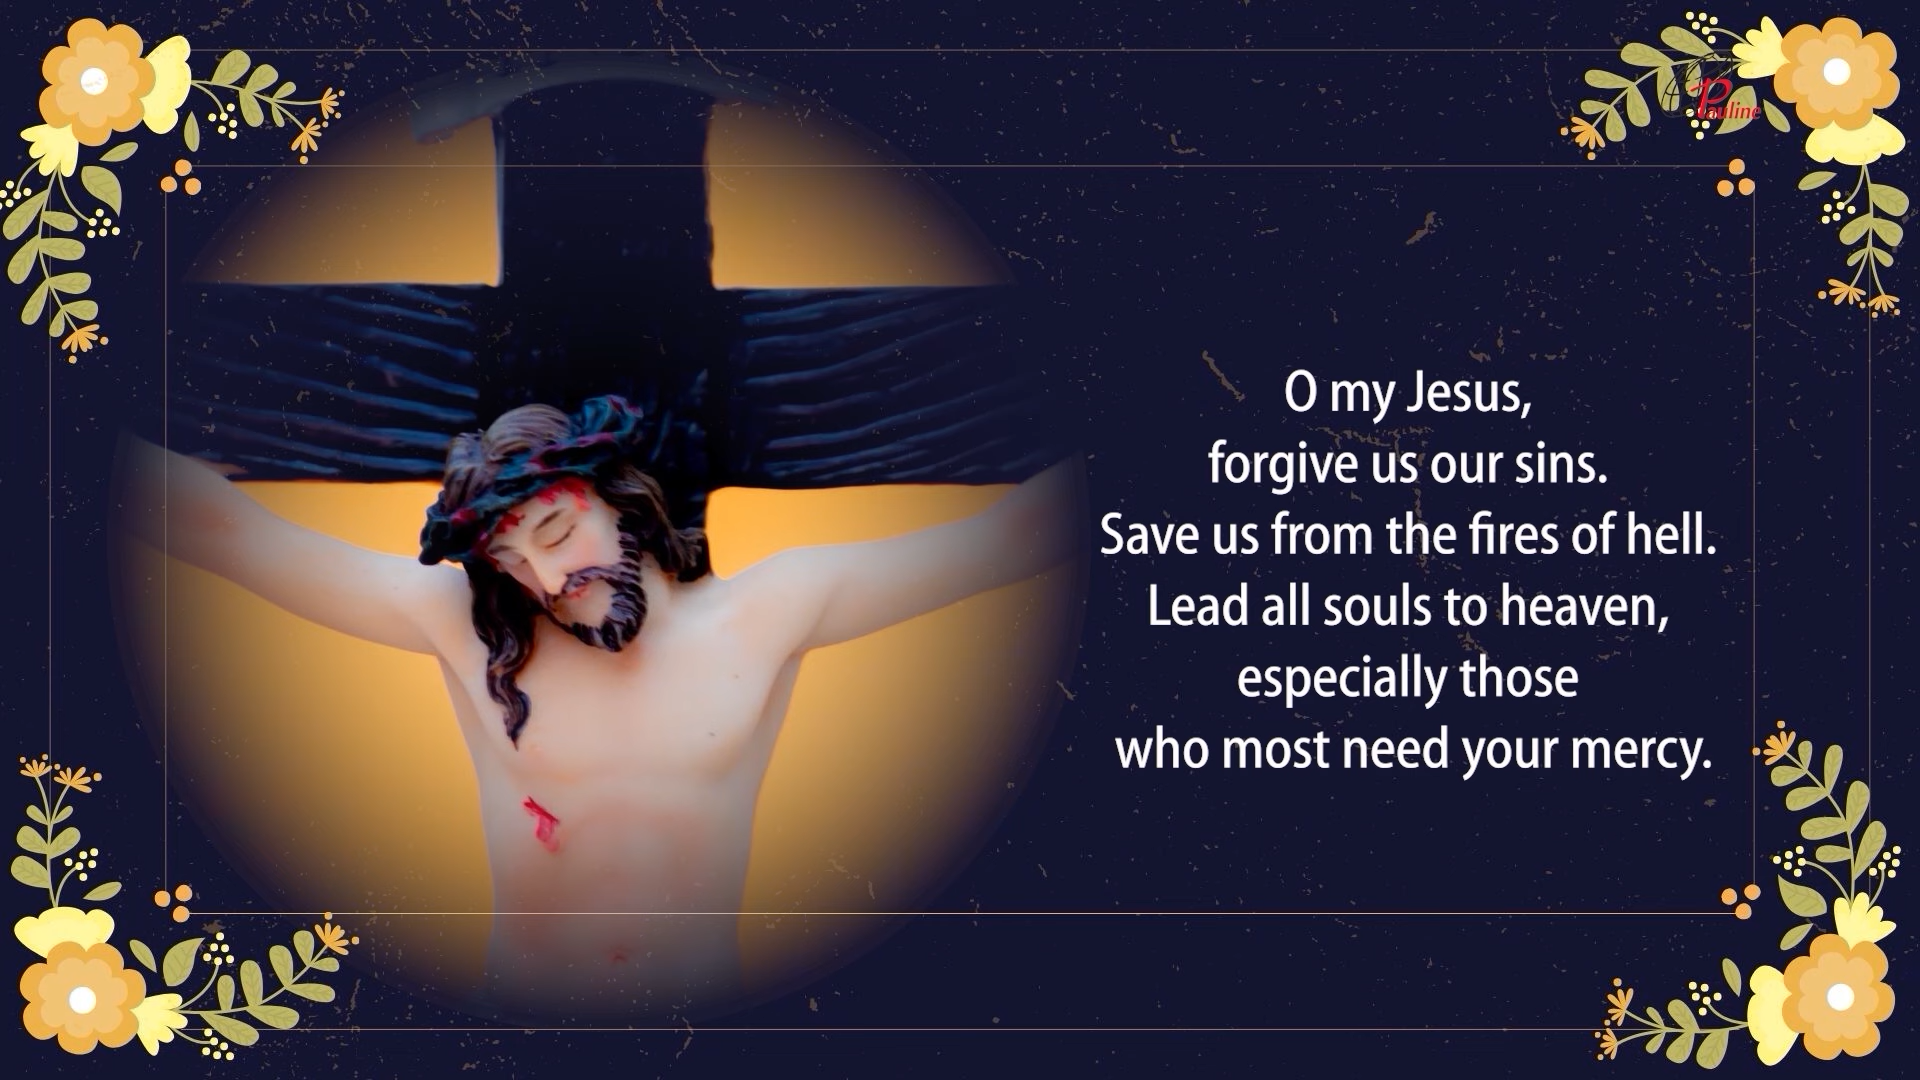 Pauline
O my Jesus,
forgive us our sins.
Save us from the fires of hell.
Lead all souls to heaven,
especially those
who most need your mercy.